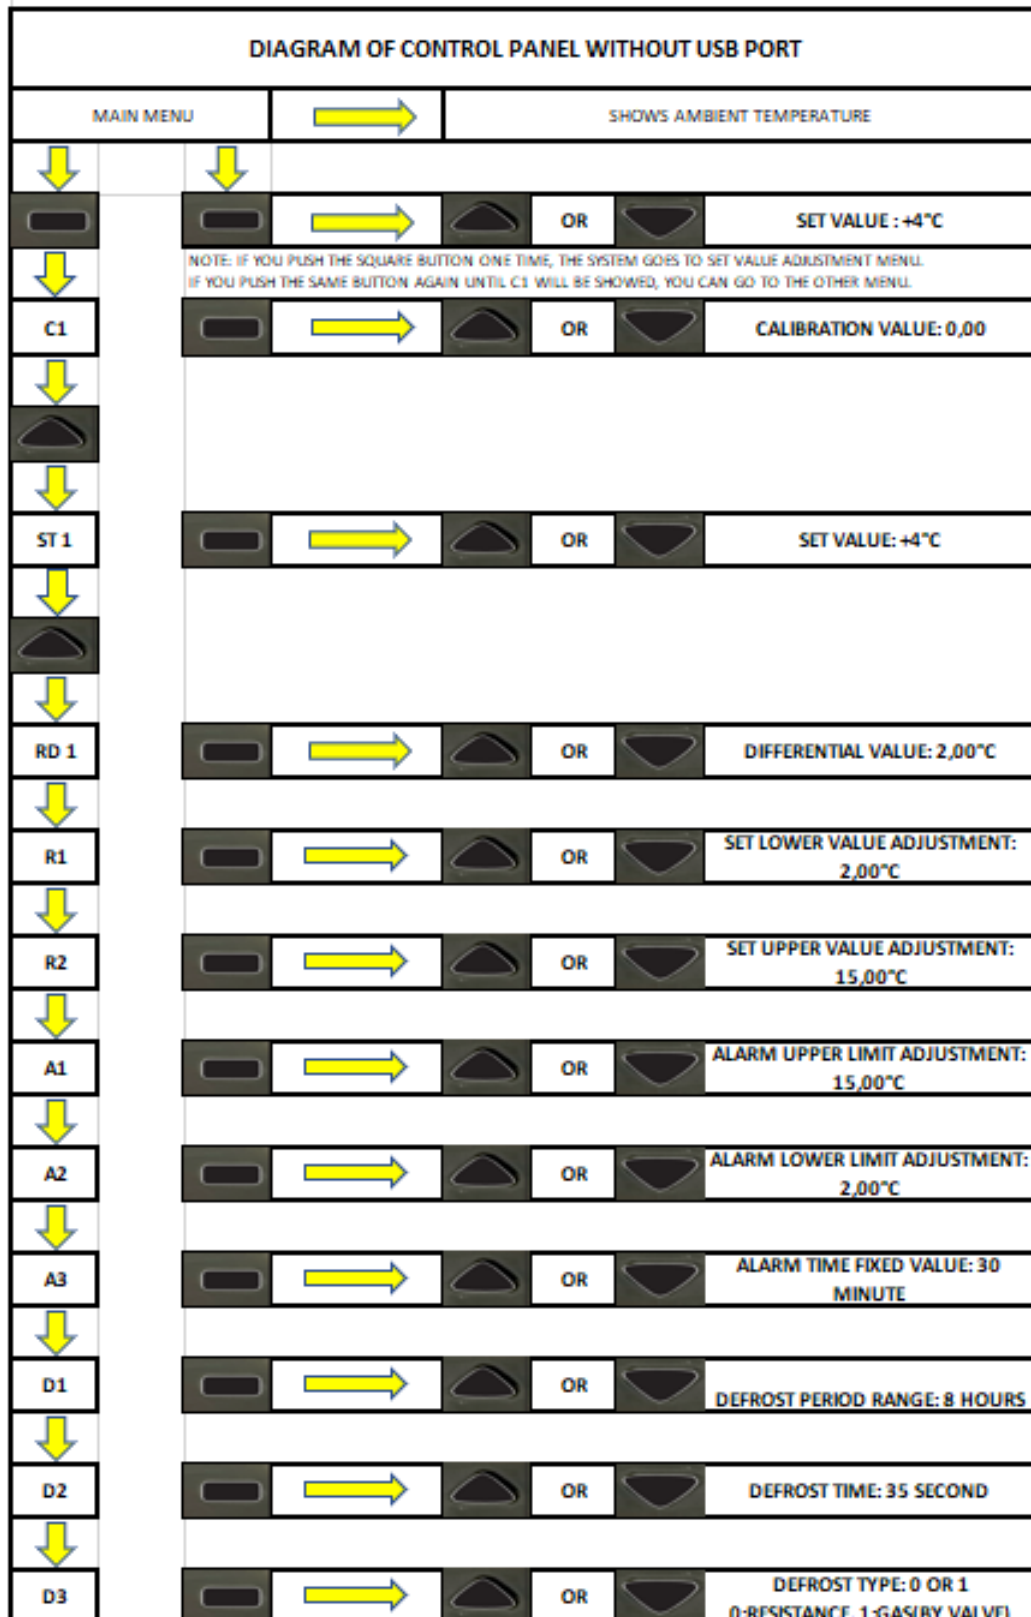 DIAGRAM OF CONTROL PANEL WITHOUT USB PORT
MAIN MENU
SHOWS AMBIENT TEMPERATURE
OR
SET VALUE : +4°C
NOTE: IF YOU PUSH THE SQUARE BUTTON ONE TIME, THE SYSTEM GOES TO SET VALUE ADJUSTMENT MENU.
IF YOU PUSH THE SAME BUTTON AGAIN UNTIL C1 WILL BE SHOWED, YOU CAN GO TO THE OTHER MENU.
C1
OR
CALIBRATION VALUE: 0,00
ST 1
OR
SET VALUE: +4°C
RD 1
OR
DIFFERENTIAL VALUE: 2,00°C
R1
OR
SET LOWER VALUE ADJUSTMENT:
2,00°C
R2
OR
SET UPPER VALUE ADJUSTMENT:
15,00°C
A1
OR
ALARM UPPER LIMIT ADJUSTMENT:
15,00°C
A2
OR
ALARM LOWER LIMIT ADJUSTMENT:
2,00°C
A3
OR
ALARM TIME FIXED VALUE: 30
MINUTE
D1
OR
DEFROST PERIOD RANGE: 8 HOURS
D2
OR
DEFROST TIME: 35 SECOND
D3
OR
DEFROST TYPE: 0 OR 1
0:RESISTANCE, 1:GAS(BY VALVE)